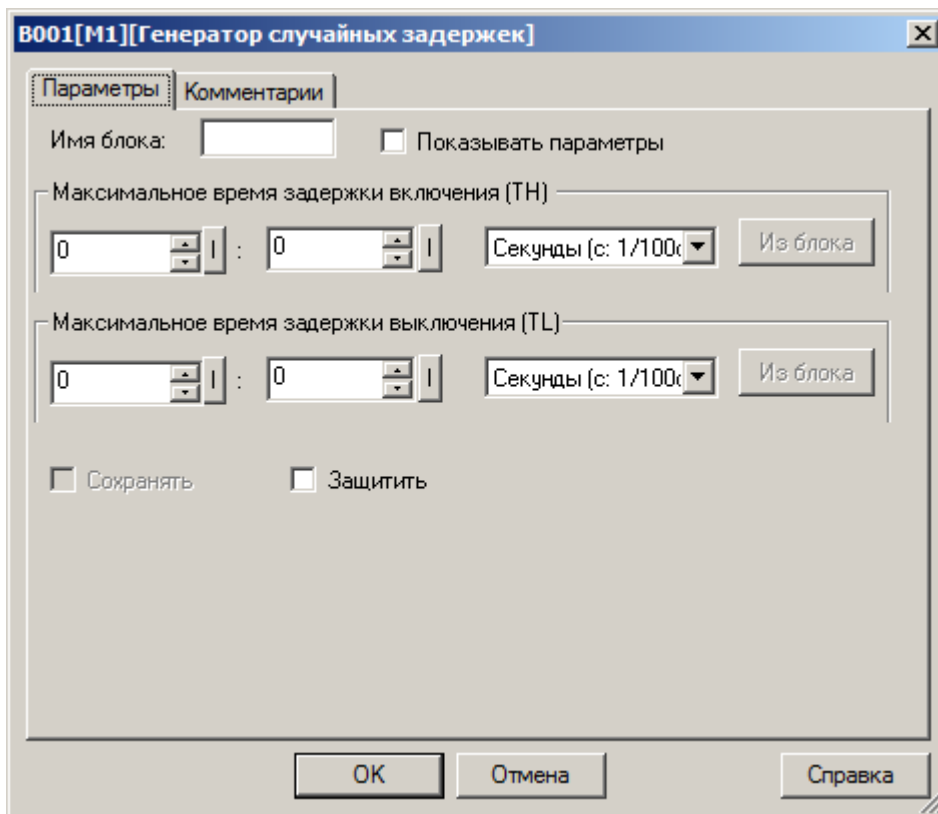 B001[M1][Генератор случайных задержек]
Параметры Комментарии
Имя блока: Показывать параметры
Максимальное время задержки включения (TH)
0 : 0 Секунды (с: 1/100с Из блока
Максимальное время задержки выключения (TL)
0 : 0 Секунды (с: 1/100с Из блока
Сохранять Защитить
OK Отмена Справка